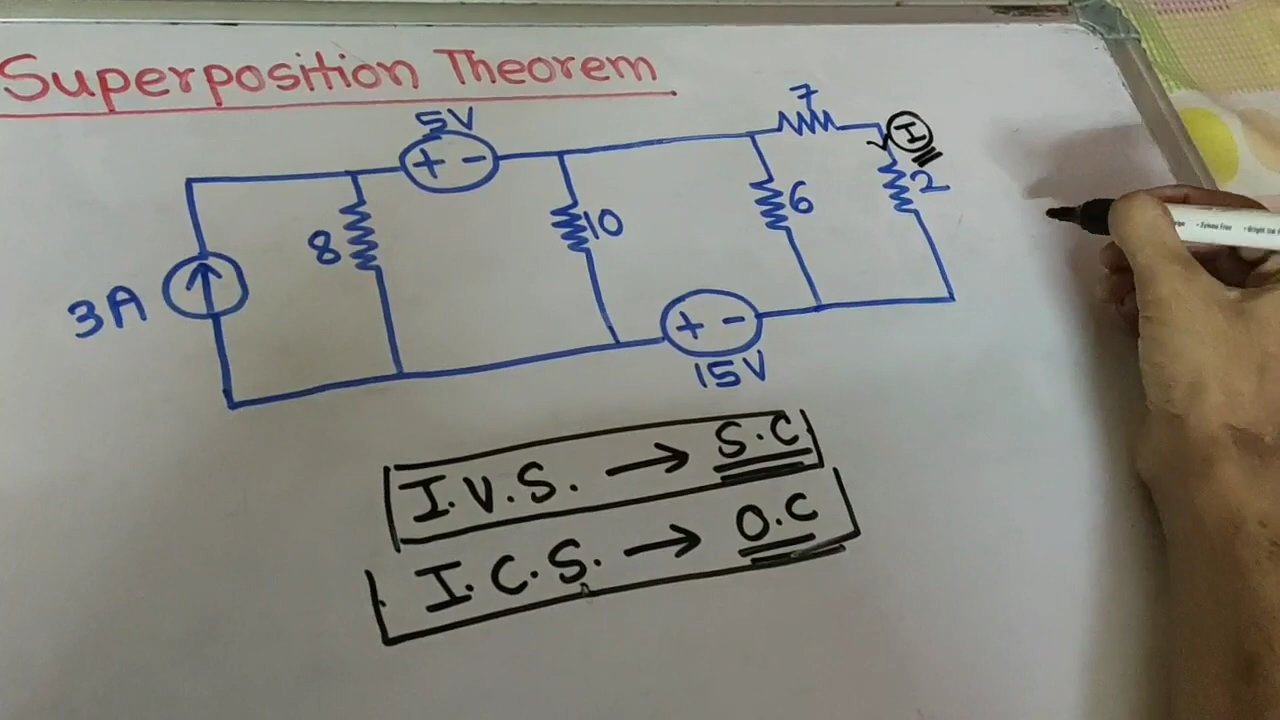 Superposition Theorem
5V
7
I
8
10
6
2
3A
+ -
+ -
15V
I.V.S. → S.C
I.C.S. → O.C